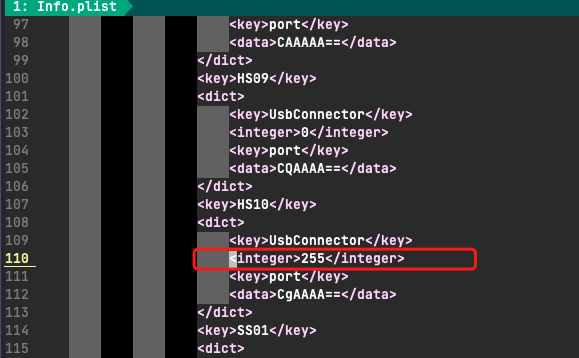 1: Info.plist
97 <key>port</key>
98 <data>CAAAAA==</data>
99 </dict>
100 <key>HS09</key>
101 <dict>
102 <key>UsbConnector</key>
103 <integer>0</integer>
104 <key>port</key>
105 <data>CQAAAA==</data>
106 </dict>
107 <key>HS10</key>
108 <dict>
109 <key>UsbConnector</key>
110 <integer>255</integer>
111 <key>port</key>
112 <data>CgAAAA==</data>
113 </dict>
114 <key>SS01</key>
115 <dict>